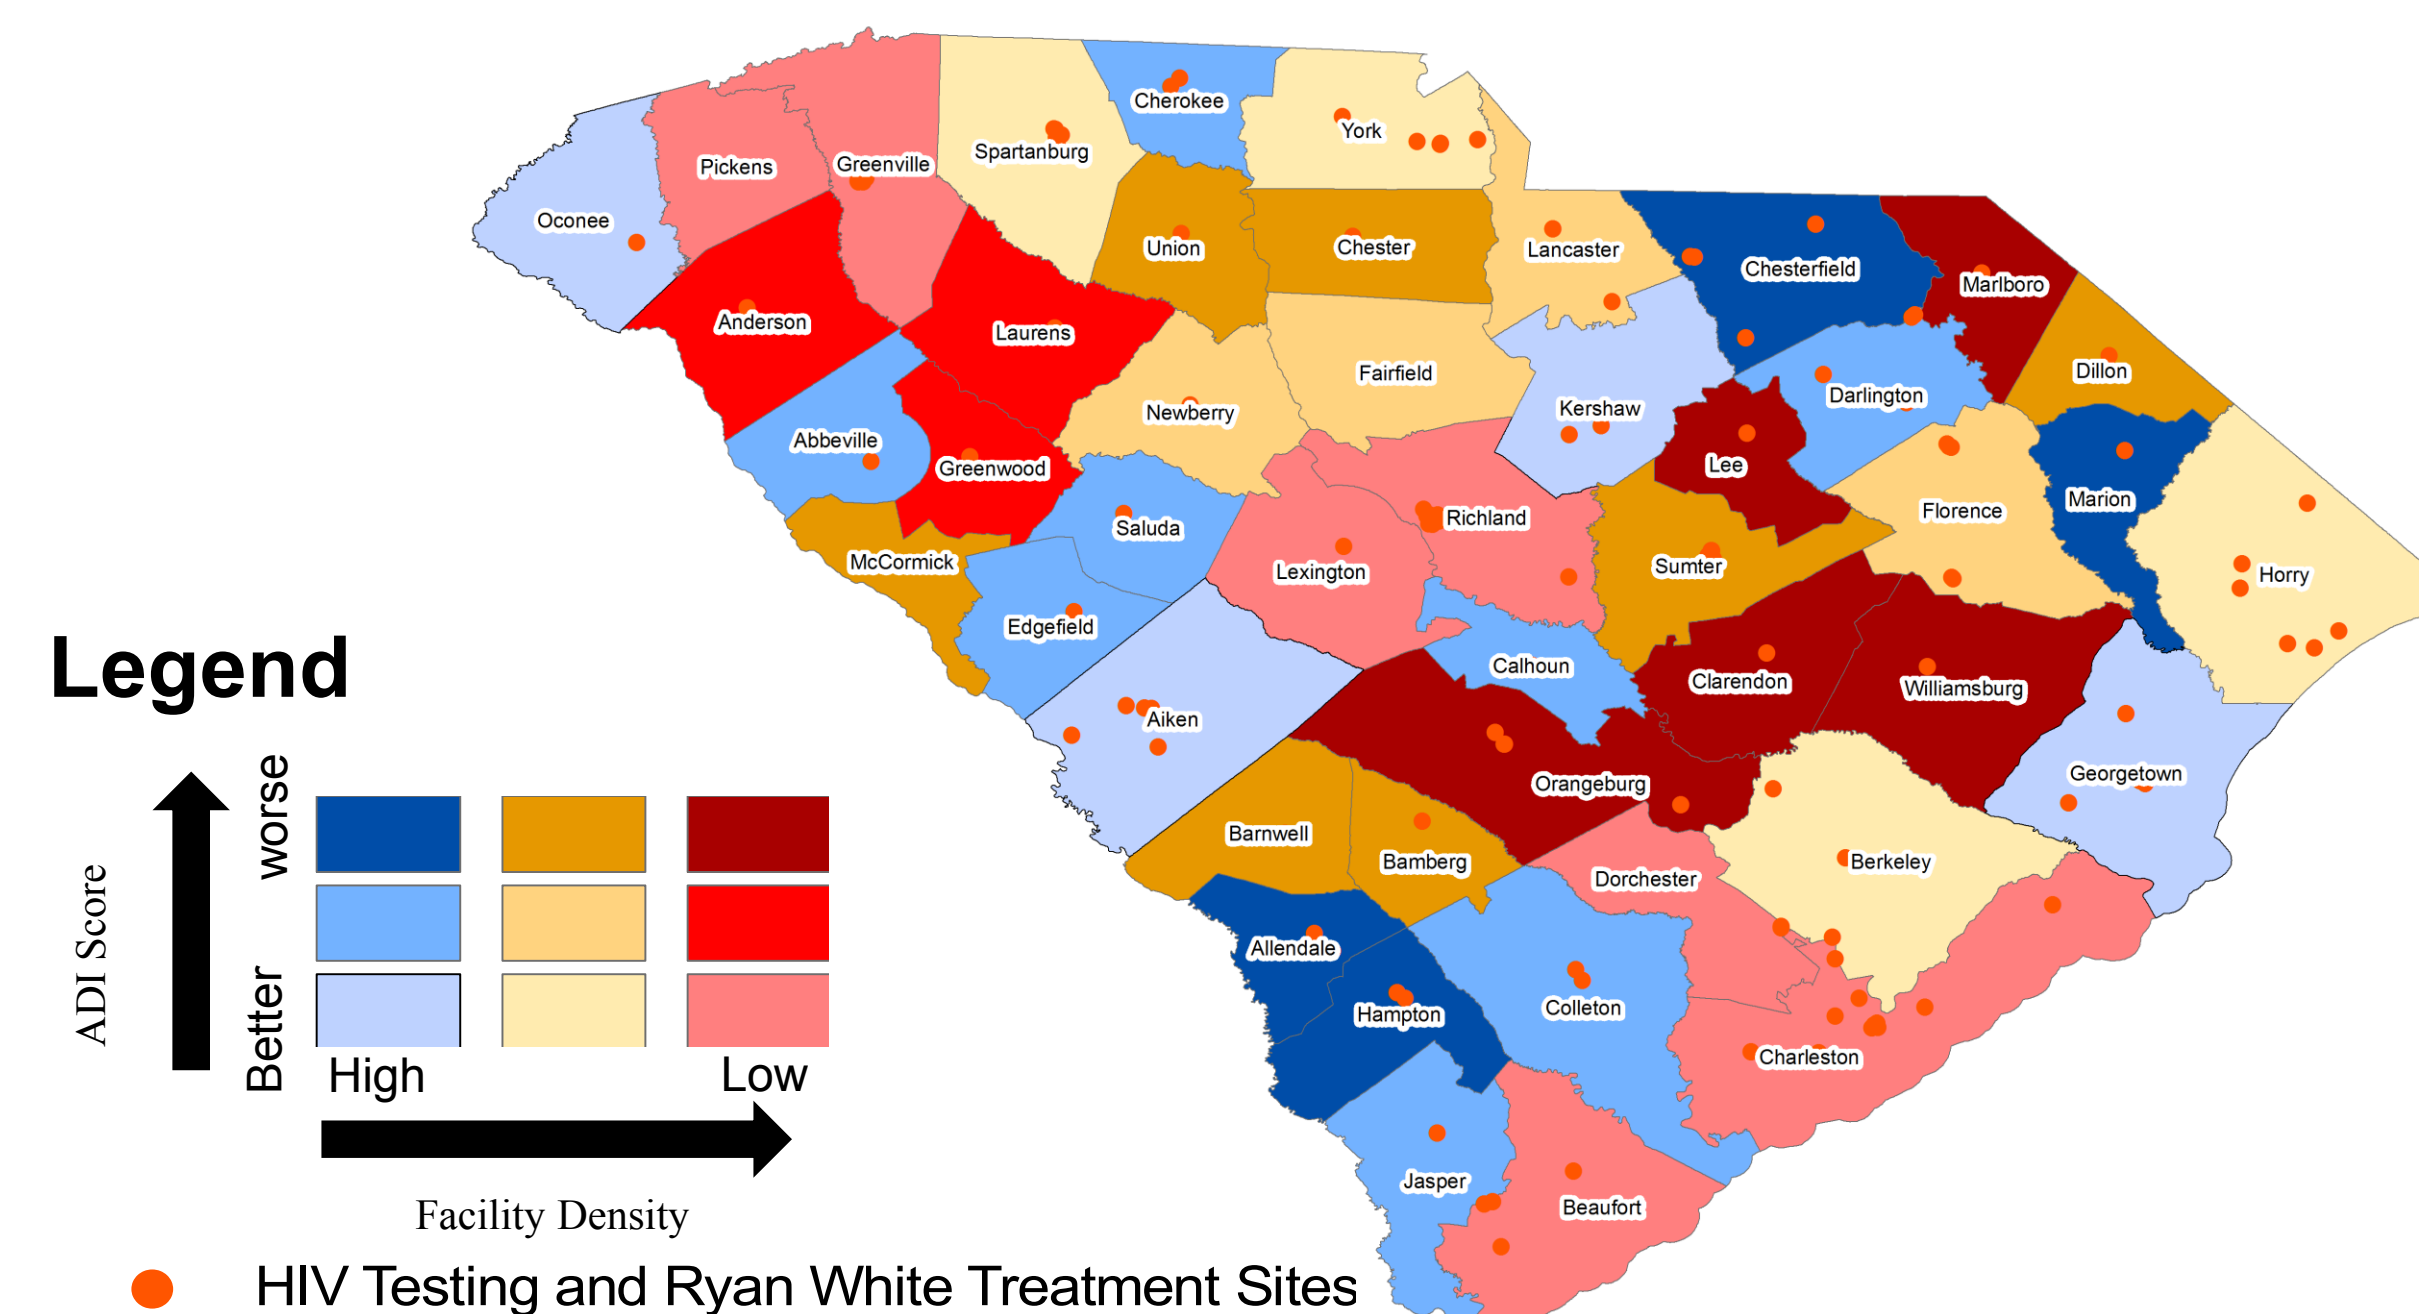 Cherokee
York
Spartanburg
Pickens
Greenville
Oconee
Union
Chester
Lancaster
Chesterfield
Marlboro
Anderson
Laurens
Fairfield
Dillon
Newberry
Kershaw
Darlington
Abbeville
Greenwood
Lee
Marion
Florence
Saluda
Richland
McCormick
Lexington
Sumter
Horry
Edgefield
Calhoun
Clarendon
Williamsburg
Aiken
Georgetown
Orangeburg
Barnwell
Bamberg
Berkeley
Dorchester
Allendale
Hampton
Colleton
Charleston
Jasper
Beaufort
Legend
ADI Score
worse
Better
High
Low
Facility Density
HIV Testing and Ryan White Treatment Sites